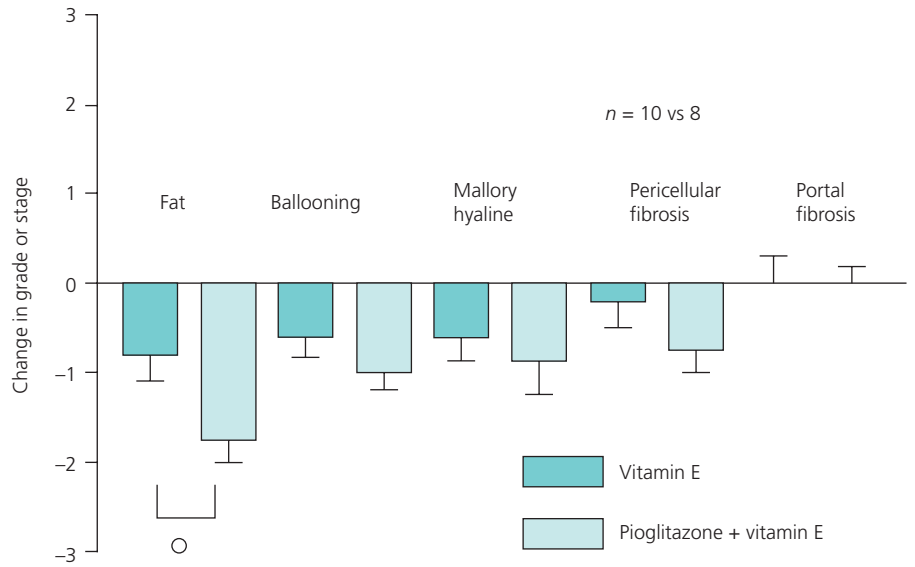 3
2
1
0
–1
–2
–3
Change in grade or stage
n = 10 vs 8
Fat
Ballooning
Mallory
hyaline
Pericellular
fibrosis
Portal
fibrosis
Vitamin E
Pioglitazone + vitamin E